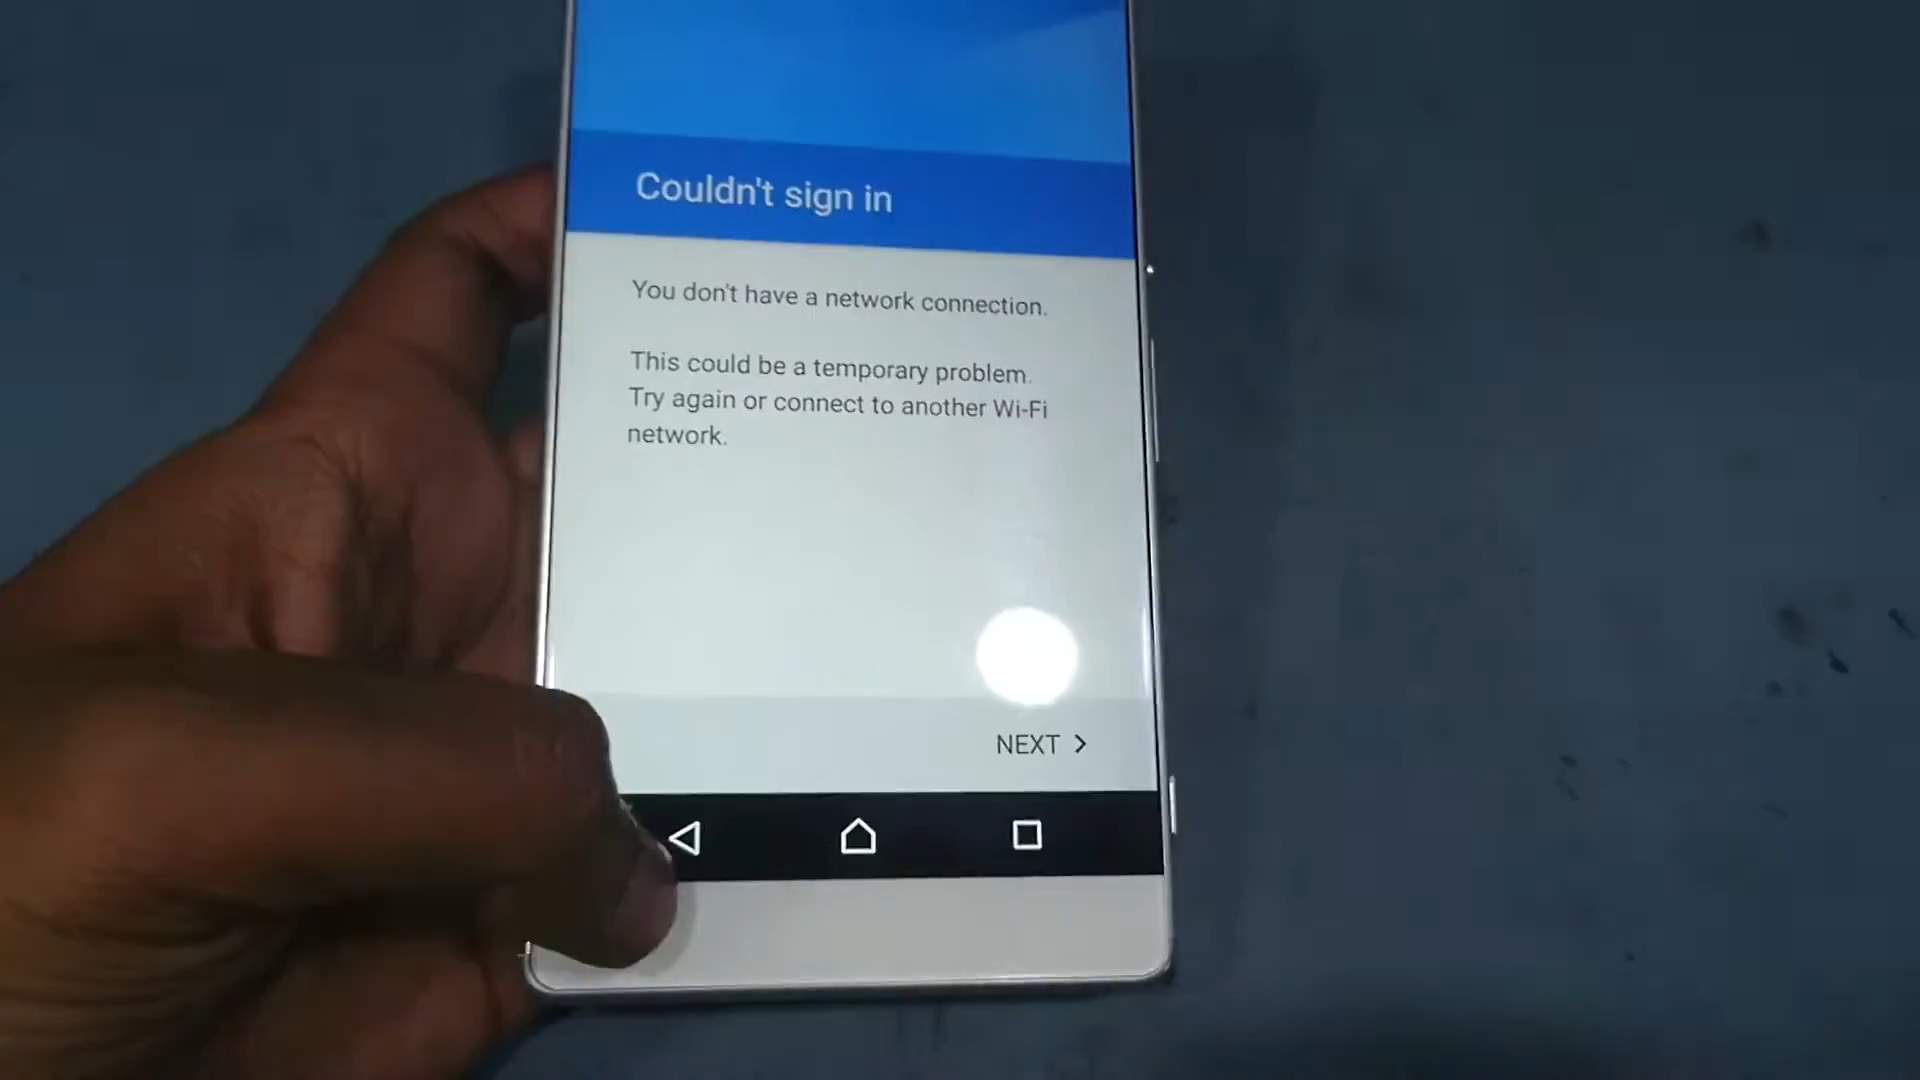 Couldn't sign in
You don't have a network connection.
This could be a temporary problem.
Try again or connect to another Wi-Fi
network.
NEXT